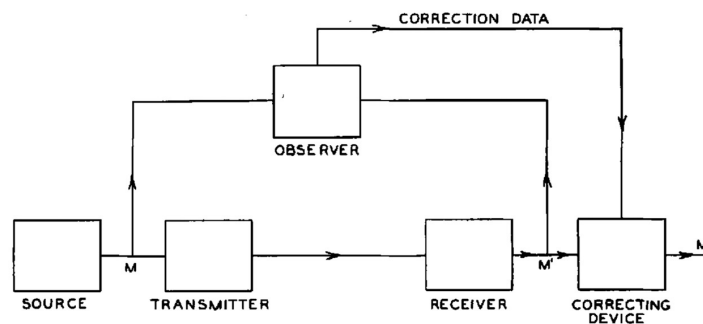 CORRECTION DATA
OBSERVER
M
M'
M
SOURCE
TRANSMITTER
RECEIVER
CORRECTING
DEVICE